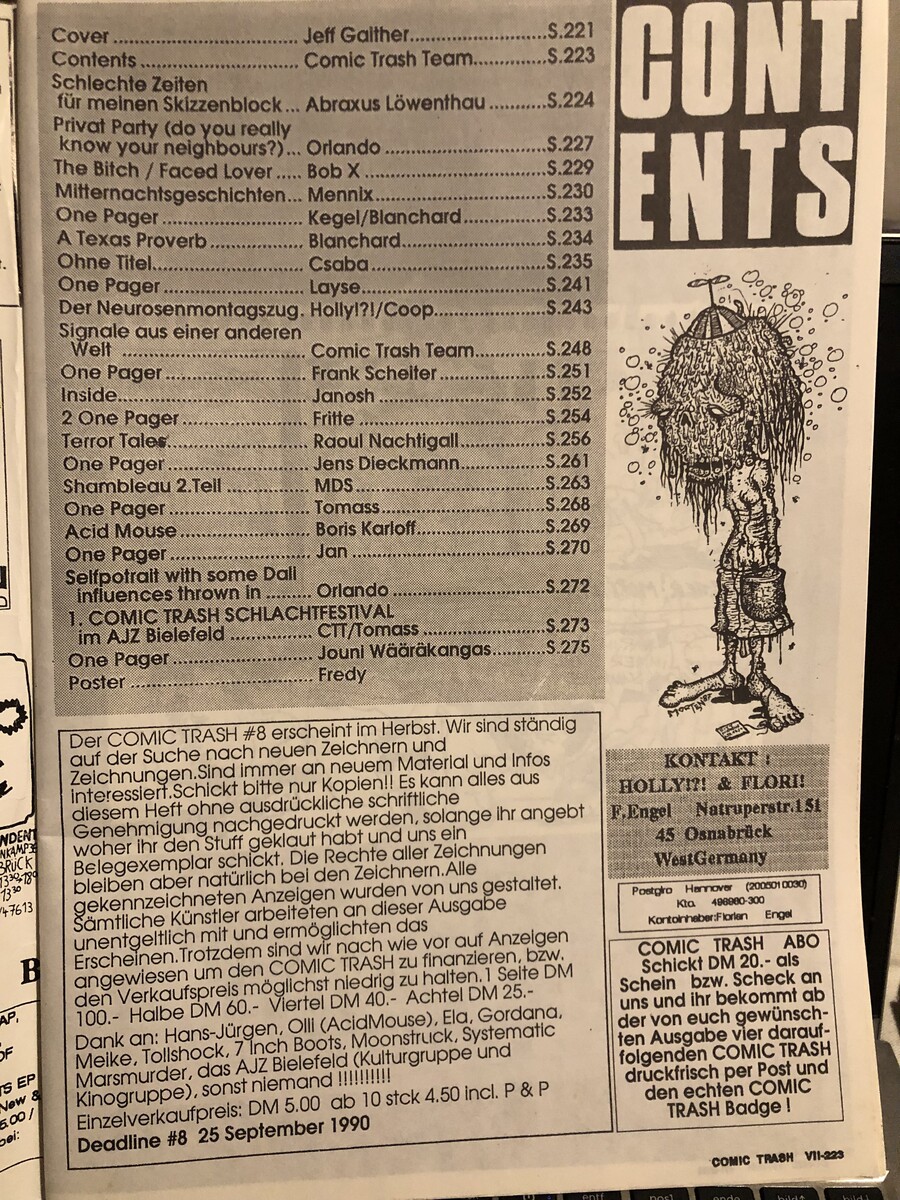 Cover ............ Jeff Gaither............S.221
Contents ............ Comic Trash Team............S.223
Schlechte Zeiten
für meinen Skizzenblock ... Abraxus Löwenthau ..........S.224
Privat Party (do you really
know your neighbours?)... Orlando ............S.227
The Bitch / Faced Lover ..... Bob X ............S.229
Mitternachtsgeschichten... Mennix............S.230
One Pager ............ Kegel/Blanchard............S.233
A Texas Proverb ............ Blanchard............S.234
Ohne Titel............ Csaba............S.235
One Pager............ Layse............S.241
Der Neurosenmontagszug. Holly!?!/Coop............S.243
Signale aus einer anderen
Welt ............ Comic Trash Team............S.248
One Pager ............ Frank Scheiter............S.251
Inside............ Janosh ............S.252
2 One Pager ............ Fritte ............S.254
Terror Tales............ Raoul Nachtigall............S.256
One Pager ............ Jens Dieckmann............S.261
Shambleau 2.Teil ............ MDS............S.263
One Pager ............ Tomass ............S.268
Acid Mouse............ Boris Karloff............S.269
One Pager ............ Jan ............S.270
Selfpotrait with some Dali
influences thrown in ......... Orlando ............S.272
1. COMIC TRASH SCHLACHTFESTIVAL
im AJZ Bielefeld ............ CTT/Tomass ............S.273
One Pager ............ Jouni Wääräkangas............S.275
Poster ............ Fredy
CONT
ENTS
Der COMIC TRASH #8 erscheint im Herbst. Wir sind ständig
auf der Suche nach neuen Zeichnern und
Zeichnungen.Sind immer an neuem Material und Infos
interessiert.Schickt bitte nur Kopien!! Es kann alles aus
diesem Heft ohne ausdrückliche schriftliche
Genehmigung nachgedruckt werden, solange ihr angebt
woher ihr den Stuff geklaut habt und uns ein
Belegexemplar schickt. Die Rechte aller Zeichnungen
bleiben aber natürlich bei den Zeichnern.Alle
gekennzeichneten Anzeigen wurden von uns gestaltet.
Sämtliche Künstler arbeiteten an dieser Ausgabe
unentgeltlich mit und ermöglichten das
Erscheinen.Trotzdem sind wir nach wie vor auf Anzeigen
angewiesen um den COMIC TRASH zu finanzieren, bzw.
den Verkaufspreis möglichst niedrig zu halten.1 Seite DM
100.- Halbe DM 60.- Viertel DM 40.- Achtel DM 25.-
Dank an: Hans-Jürgen, Olli (AcidMouse), Ela, Gordana,
Meike, Tollshock, 7 Inch Boots, Moonstruck, Systematic
Marsmurder, das AJZ Bielefeld (Kulturgruppe und
Kinogruppe), sonst niemand !!!!!!!!!!
Einzelverkaufpreis: DM 5.00 ab 10 stck 4.50 incl. P & P
Deadline #8 25 September 1990
KONTAKT :
HOLLY!?! & FLORI!
F.Engel Natruperstr.151
45 Osnabrück
WestGermany
Postgiro Hannover (25010030)
Kto. 498980-300
Kontoinhaber:Florian Engel
COMIC TRASH ABO
Schickt DM 20.- als
Schein bzw. Scheck an
uns und ihr bekommt ab
der von euch gewünsch-
ten Ausgabe vier darauf-
folgenden COMIC TRASH
druckfrisch per Post und
den echten COMIC
TRASH Badge !
COMIC TRASH VII-223